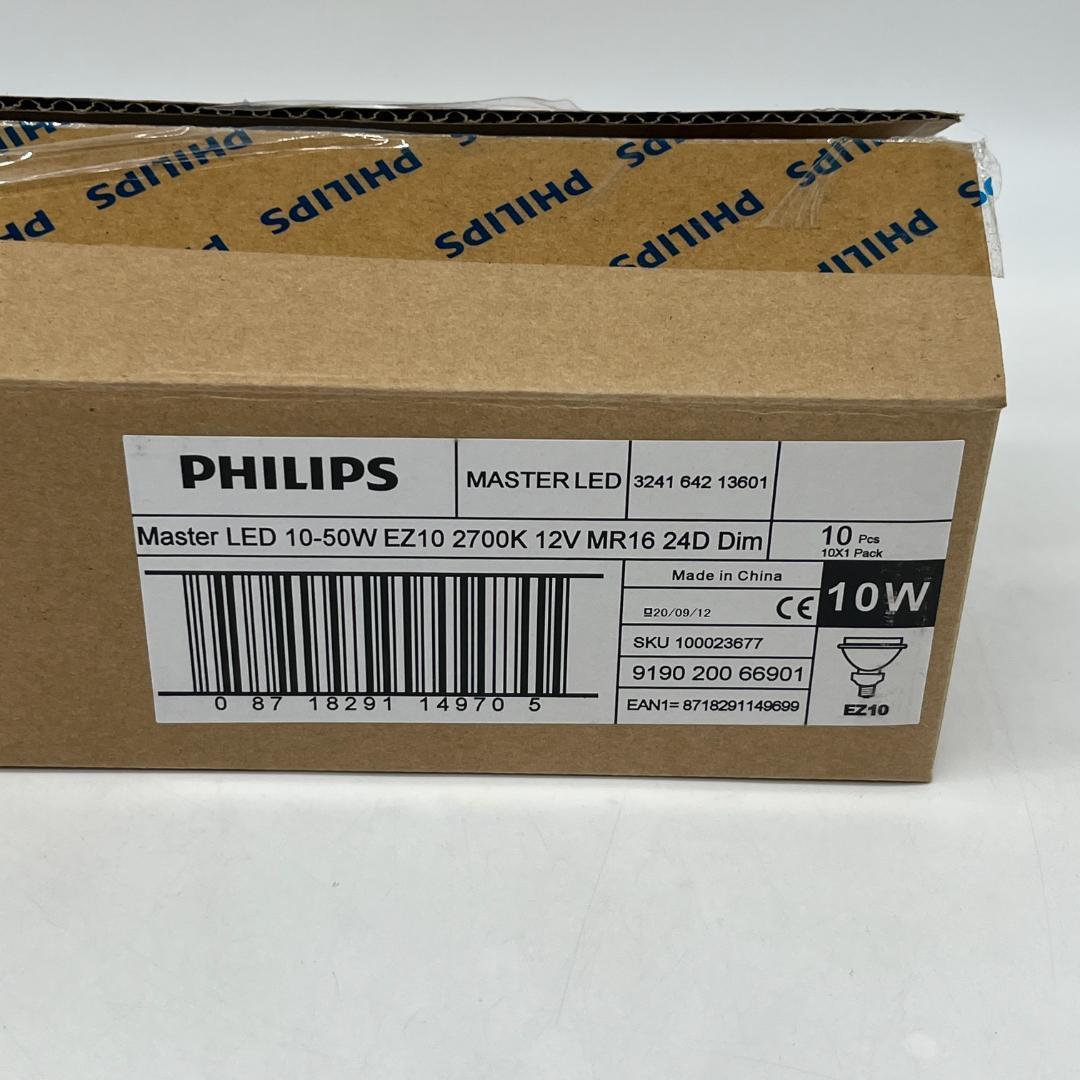 PHILIPS
PHILIPS
PHILIPS
PHILIPS
PHILIPS
PHILIPS
PHILIPS MASTER LED 3241 642 13601
Master LED 10-50W EZ10 2700K 12V MR16 24D Dim
10 Pcs
10X1 Pack
Made in China
20/09/12 CE
10W
SKU 100023677
9190 200 66901
EAN1= 8718291149699
0 87 18291 14970 5
EZ10